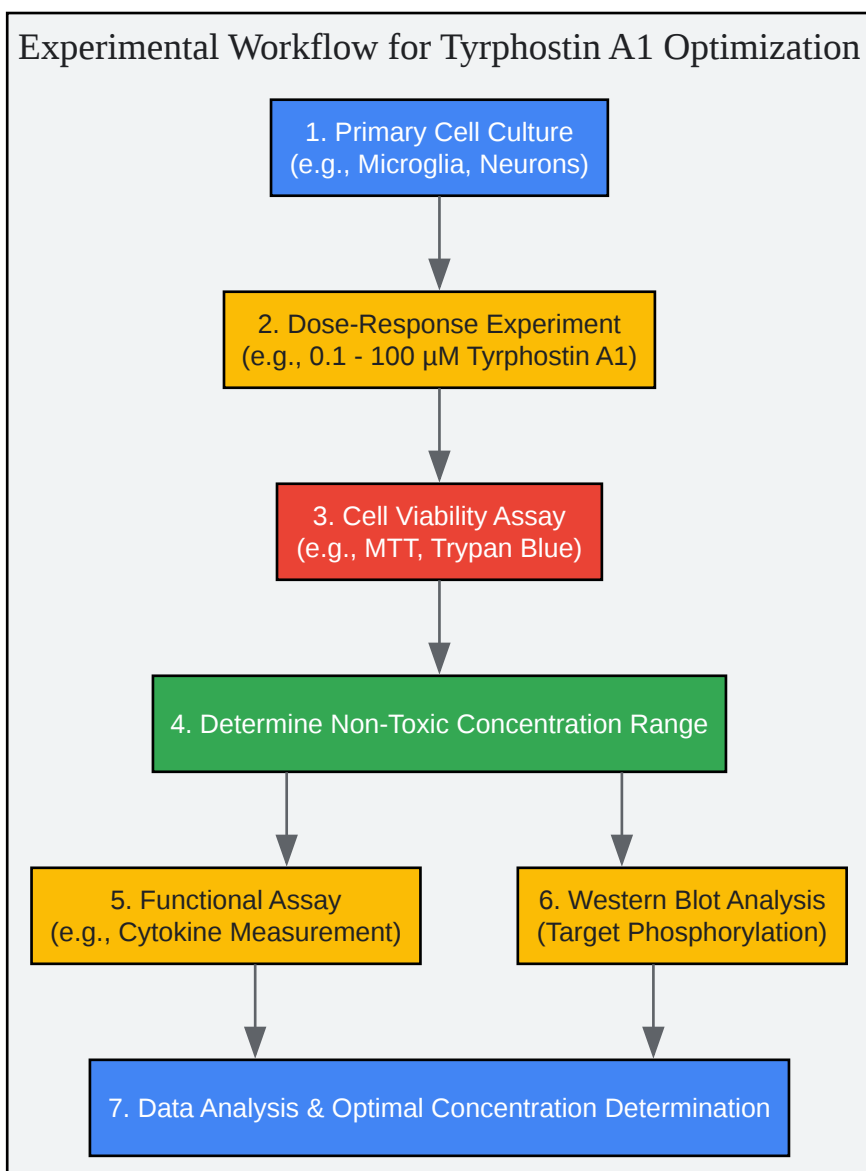 Experimental Workflow for Tyrphostin A1 Optimization
1. Primary Cell Culture
(e.g., Microglia, Neurons)
2. Dose-Response Experiment
(e.g., 0.1 - 100 µM Tyrphostin A1)
3. Cell Viability Assay
(e.g., MTT, Trypan Blue)
4. Determine Non-Toxic Concentration Range
5. Functional Assay
(e.g., Cytokine Measurement)
6. Western Blot Analysis
(Target Phosphorylation)
7. Data Analysis & Optimal Concentration Determination